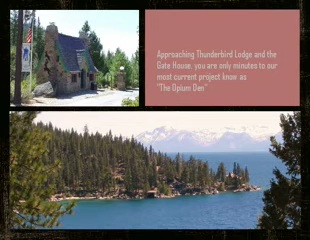 Approaching Thunderbird Lodge and the
Gate House, you are only minutes to our
most current project know as
"The Opium Den"